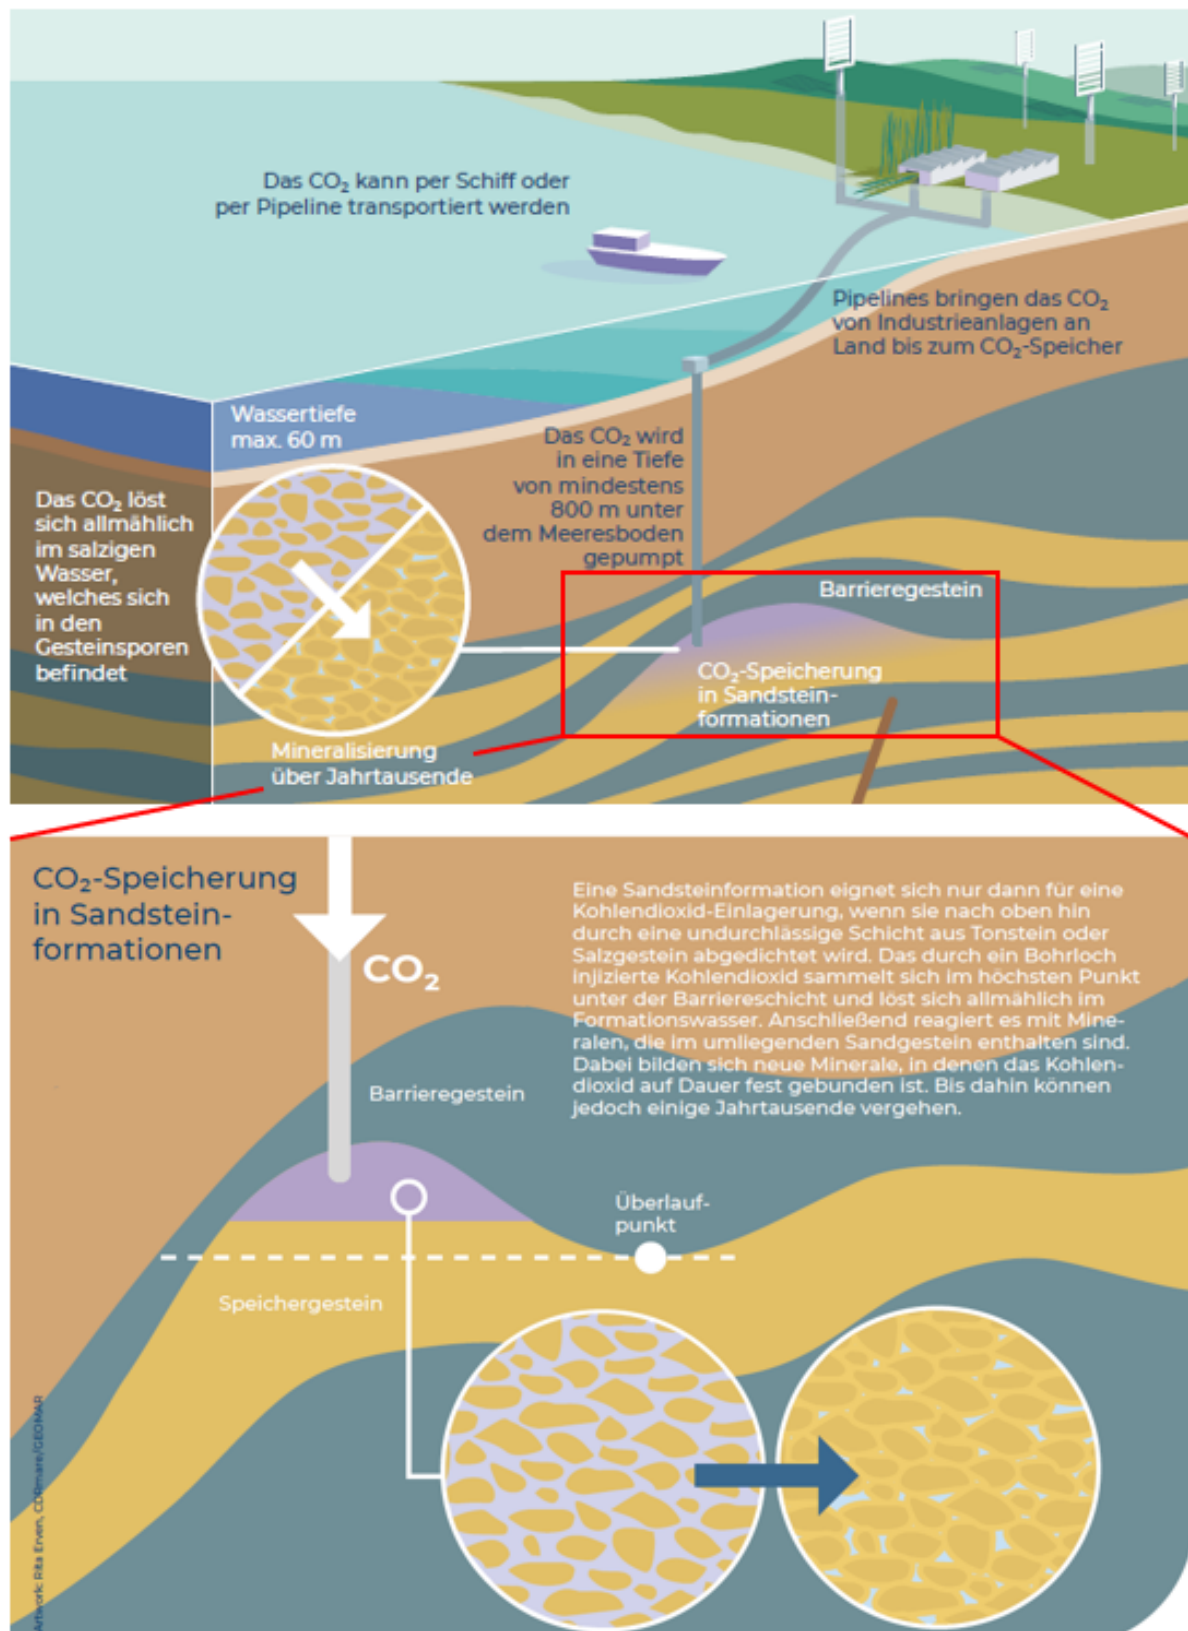 Das CO₂ kann per Schiff oder
per Pipeline transportiert werden
Pipelines bringen das CO₂
von Industrieanlagen an
Land bis zum CO₂-Speicher
Wassertiefe
max. 60 m
Das CO₂ wird
in eine Tiefe
von mindestens
800 m unter
dem Meeresboden
gepumpt
Das CO₂ löst
sich allmählich
im salzigen
Wasser,
welches sich
in den
Gesteinsporen
befindet
Barrieregestein
CO₂-Speicherung
in Sandstein-
formationen
Mineralisierung
über Jahrtausende
CO₂-Speicherung
in Sandstein-
formationen
CO₂
Eine Sandsteinformation eignet sich nur dann für eine
Kohlendioxid-Einlagerung, wenn sie nach oben hin
durch eine undurchlässige Schicht aus Tonstein oder
Salzgestein abgedichtet wird. Das durch ein Bohrloch
injizierte Kohlendioxid sammelt sich im höchsten Punkt
unter der Barriereschicht und löst sich allmählich im
Formationswasser. Anschließend reagiert es mit Mine-
ralen, die im umliegenden Sandgestein enthalten sind.
Dabei bilden sich neue Minerale, in denen das Kohlen-
dioxid auf Dauer fest gebunden ist. Bis dahin können
jedoch einige Jahrtausende vergehen.
Barrieregestein
Überlauf-
punkt
Speichergestein
Artwork: Rita Erven, CDRmare/GEOMAR